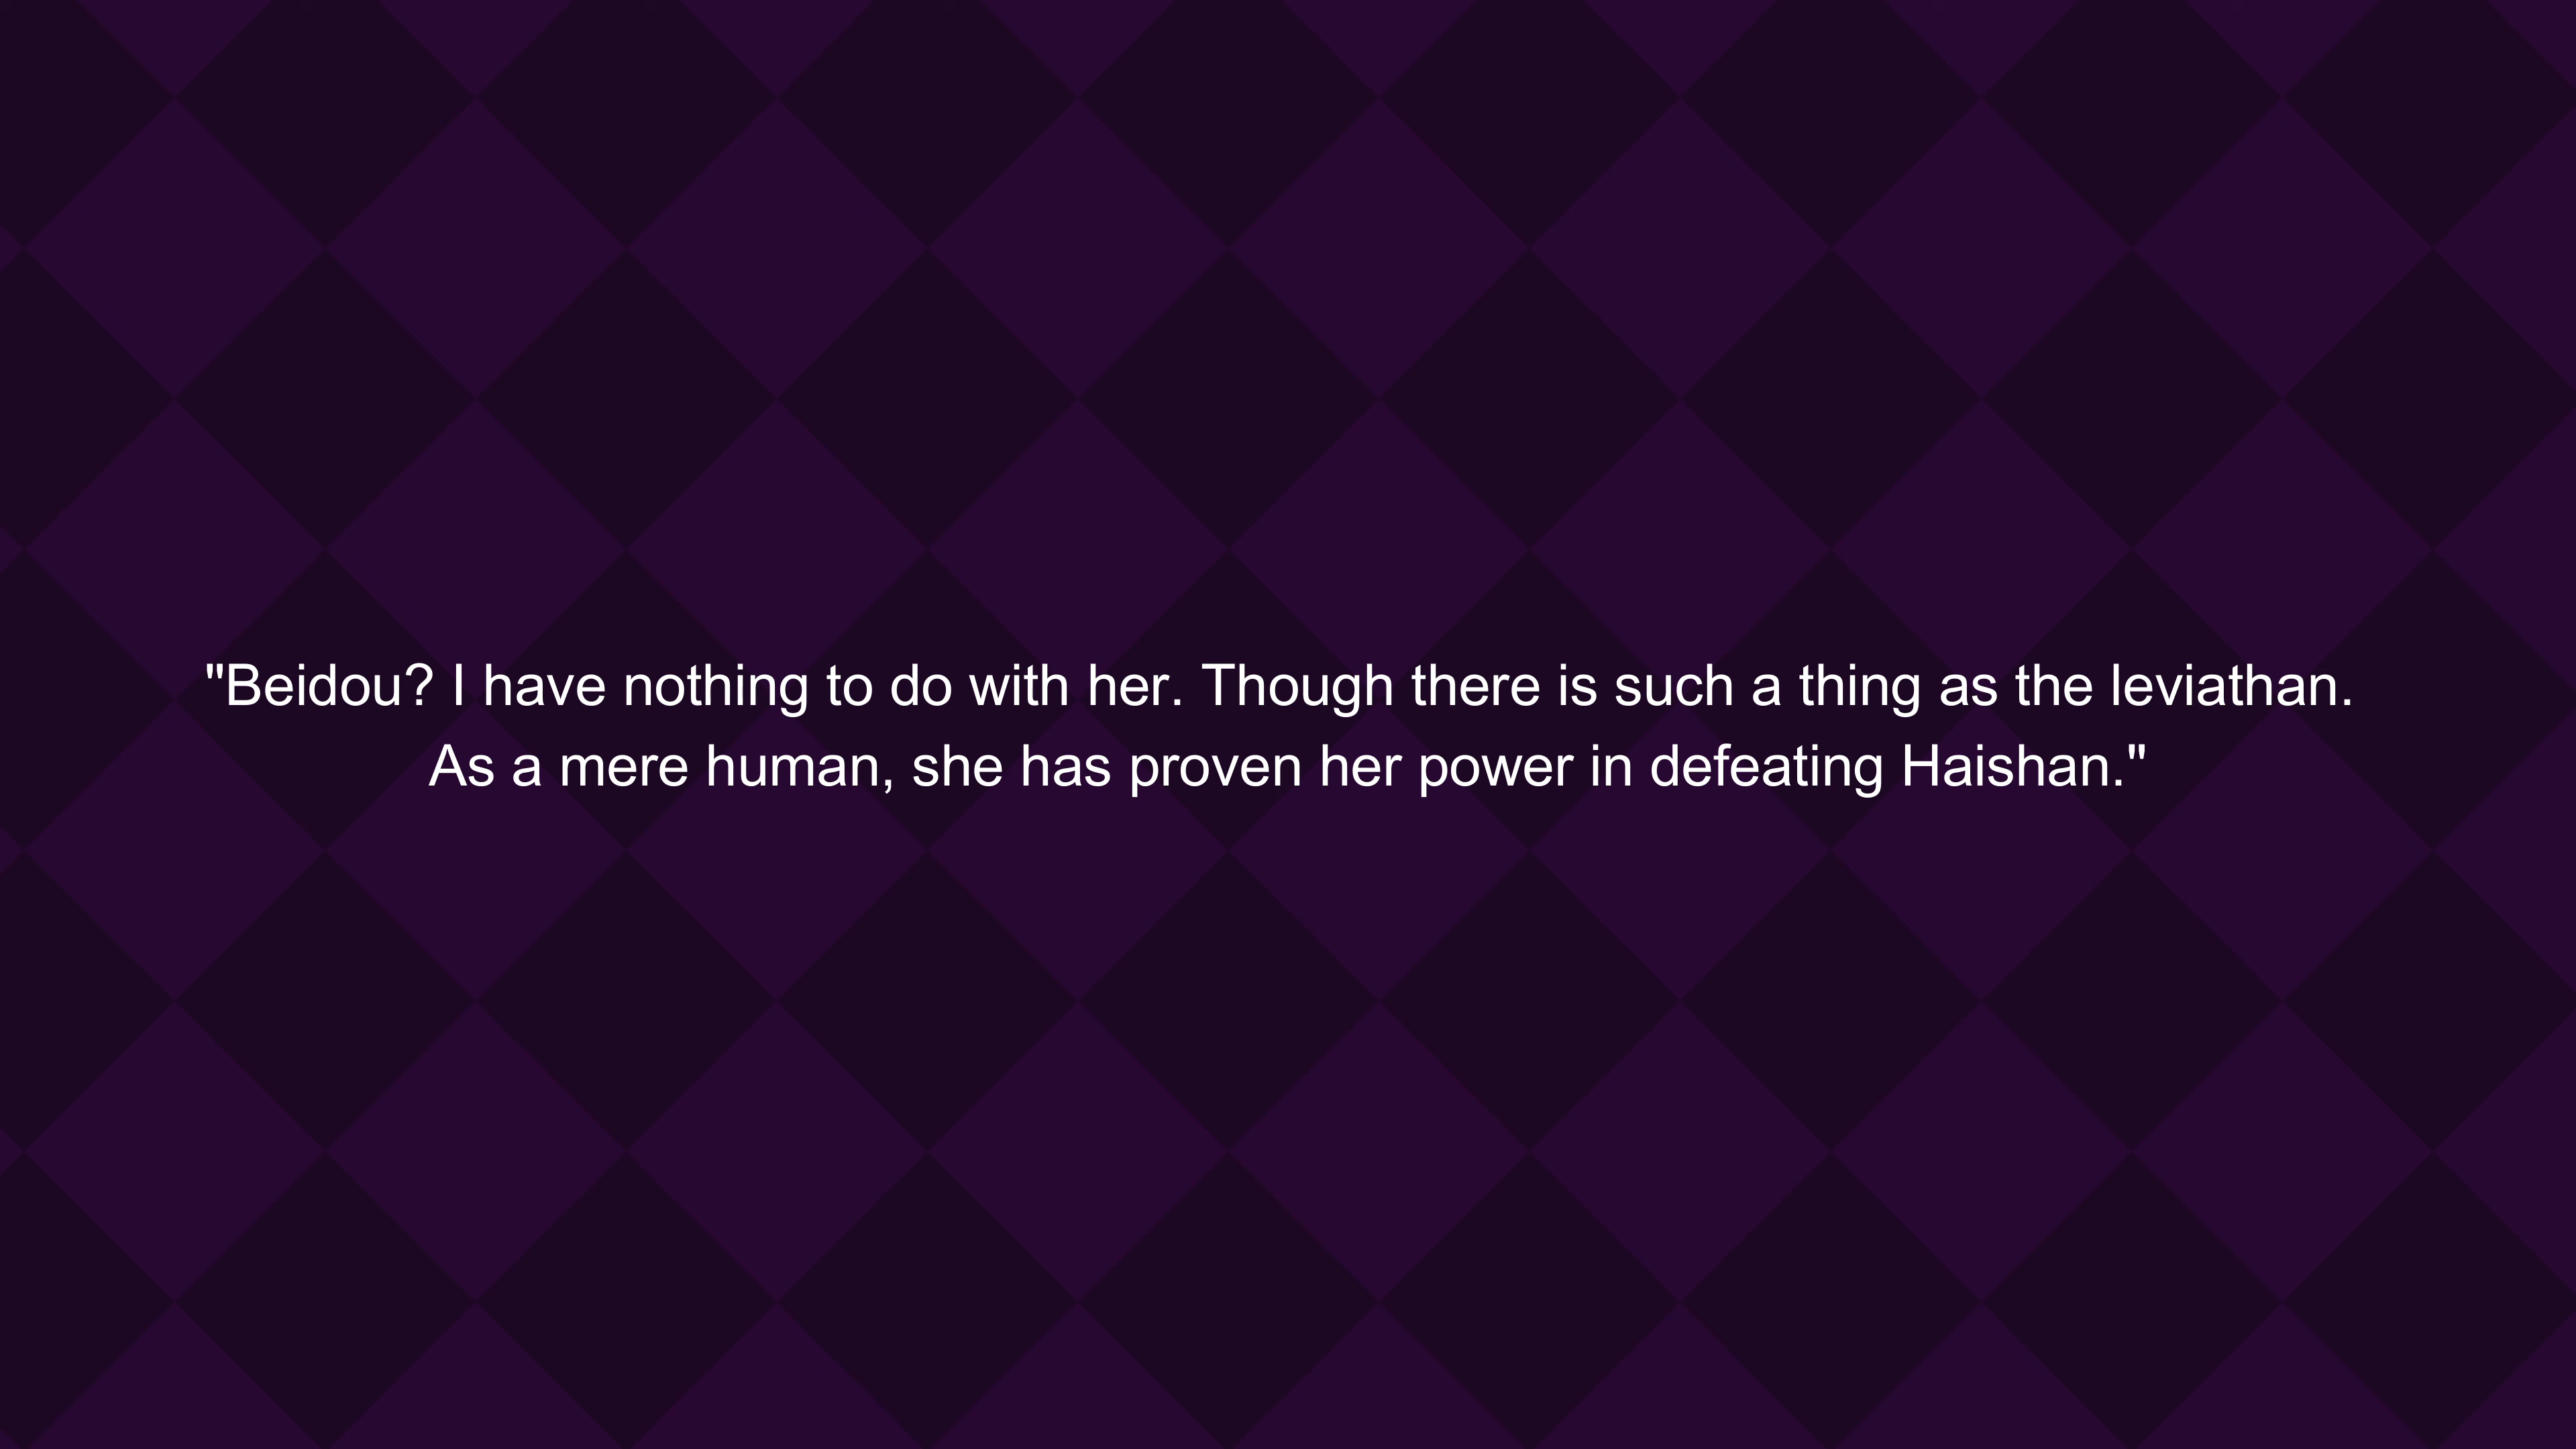 "Beidou? I have nothing to do with her. Though there is such a thing as the leviathan.
As a mere human, she has proven her power in defeating Haishan."